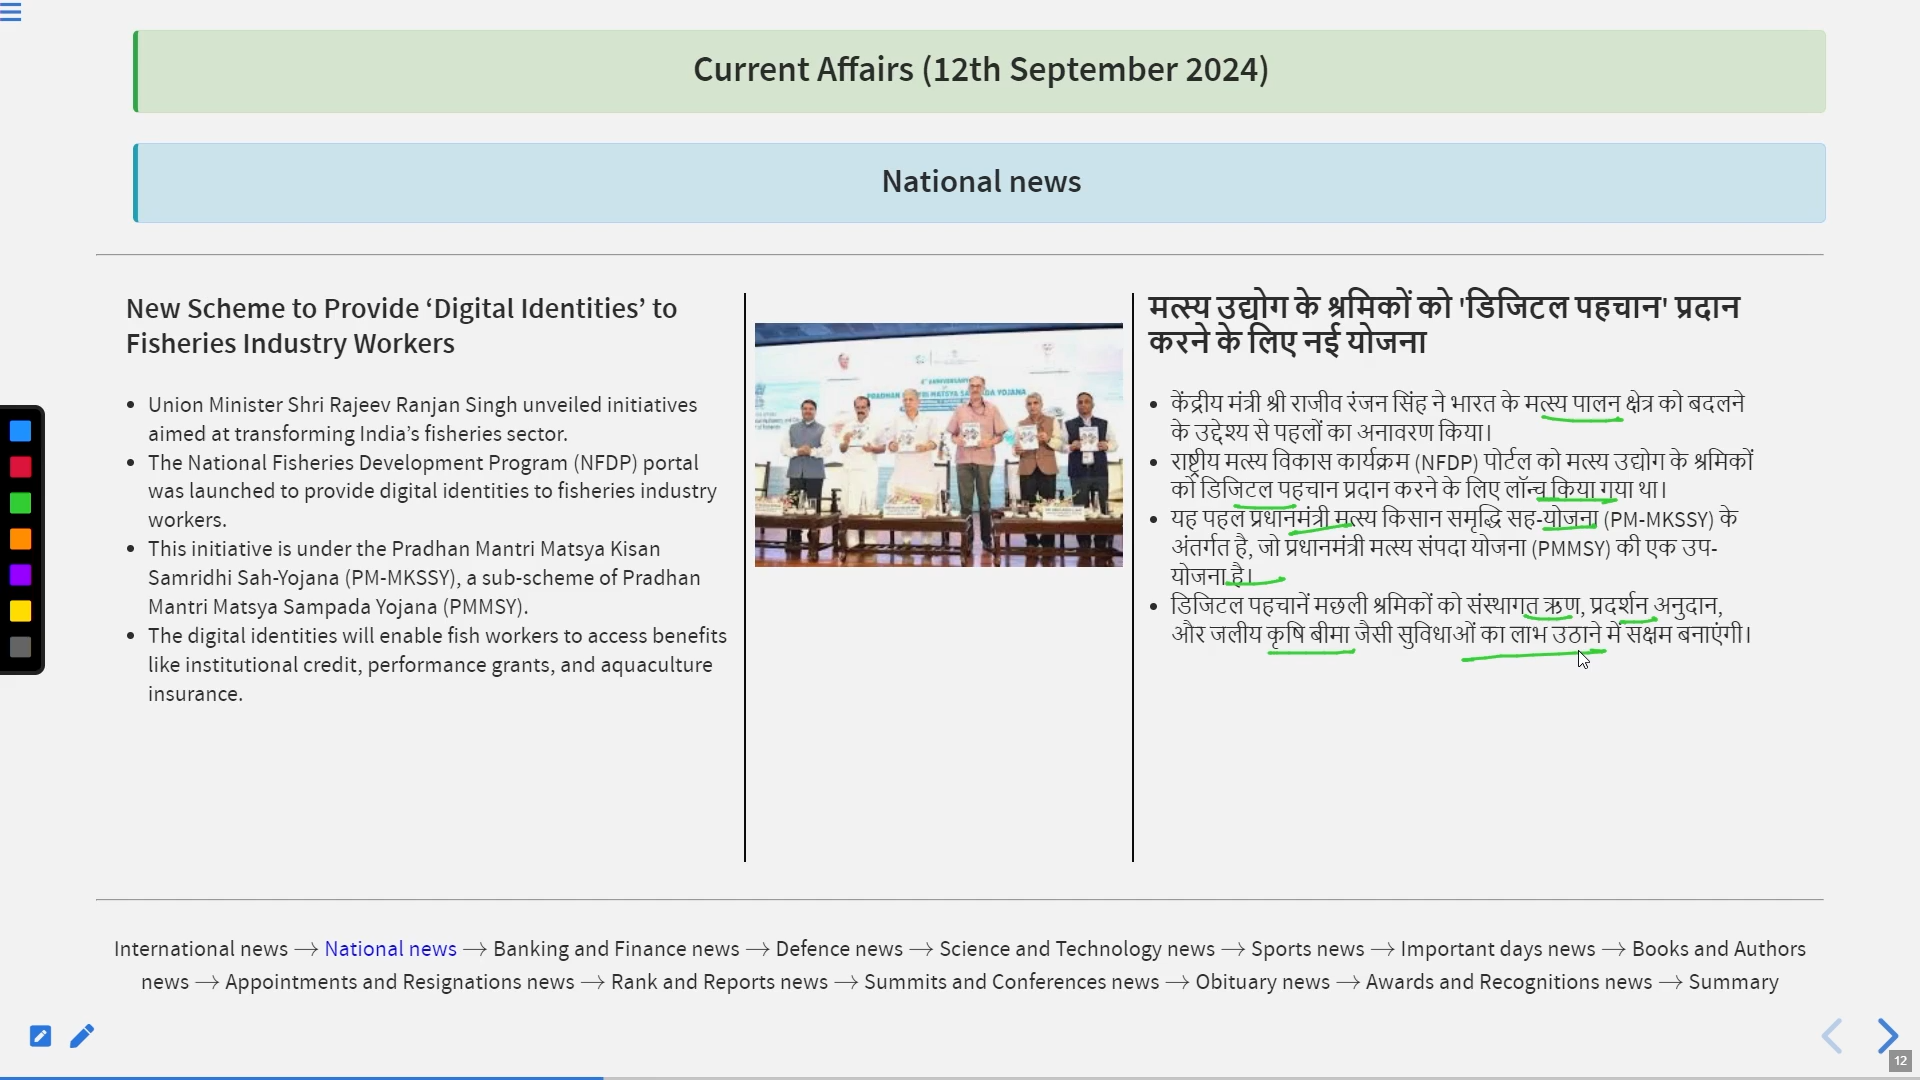 Current Affairs (12th September 2024)
National news
New Scheme to Provide ‘Digital Identities’ to
Fisheries Industry Workers
• Union Minister Shri Rajeev Ranjan Singh unveiled initiatives
aimed at transforming India’s fisheries sector.
• The National Fisheries Development Program (NFDP) portal
was launched to provide digital identities to fisheries industry
workers.
• This initiative is under the Pradhan Mantri Matsya Kisan
Samridhi Sah-Yojana (PM-MKSSY), a sub-scheme of Pradhan
Mantri Matsya Sampada Yojana (PMMSY).
• The digital identities will enable fish workers to access benefits
like institutional credit, performance grants, and aquaculture
insurance.
ANNIVERSARY
PRADHAN MANTRI MATSYA SAMPADA YOJANA
मत्स्य उद्योग के श्रमिकों को 'डिजिटल पहचान' प्रदान
करने के लिए नई योजना
• केंद्रीय मंत्री श्री राजीव रंजन सिंह ने भारत के मत्स्य पालन क्षेत्र को बदलने
के उद्देश्य से पहलों का अनावरण किया।
• राष्ट्रीय मत्स्य विकास कार्यक्रम (NFDP) पोर्टल को मत्स्य उद्योग के श्रमिकों
को डिजिटल पहचान प्रदान करने के लिए लॉन्च किया गया था।
• यह पहल प्रधानमंत्री मत्स्य किसान समृद्धि सह-योजना (PM-MKSSY) के
अंतर्गत है, जो प्रधानमंत्री मत्स्य संपदा योजना (PMMSY) की एक उप-
योजना है।
• डिजिटल पहचानें मछली श्रमिकों को संस्थागत ऋण, प्रदर्शन अनुदान,
और जलीय कृषि बीमा जैसी सुविधाओं का लाभ उठाने में सक्षम बनाएंगी।
International news → National news → Banking and Finance news → Defence news → Science and Technology news → Sports news → Important days news → Books and Authors
news → Appointments and Resignations news → Rank and Reports news → Summits and Conferences news → Obituary news → Awards and Recognitions news → Summary
12